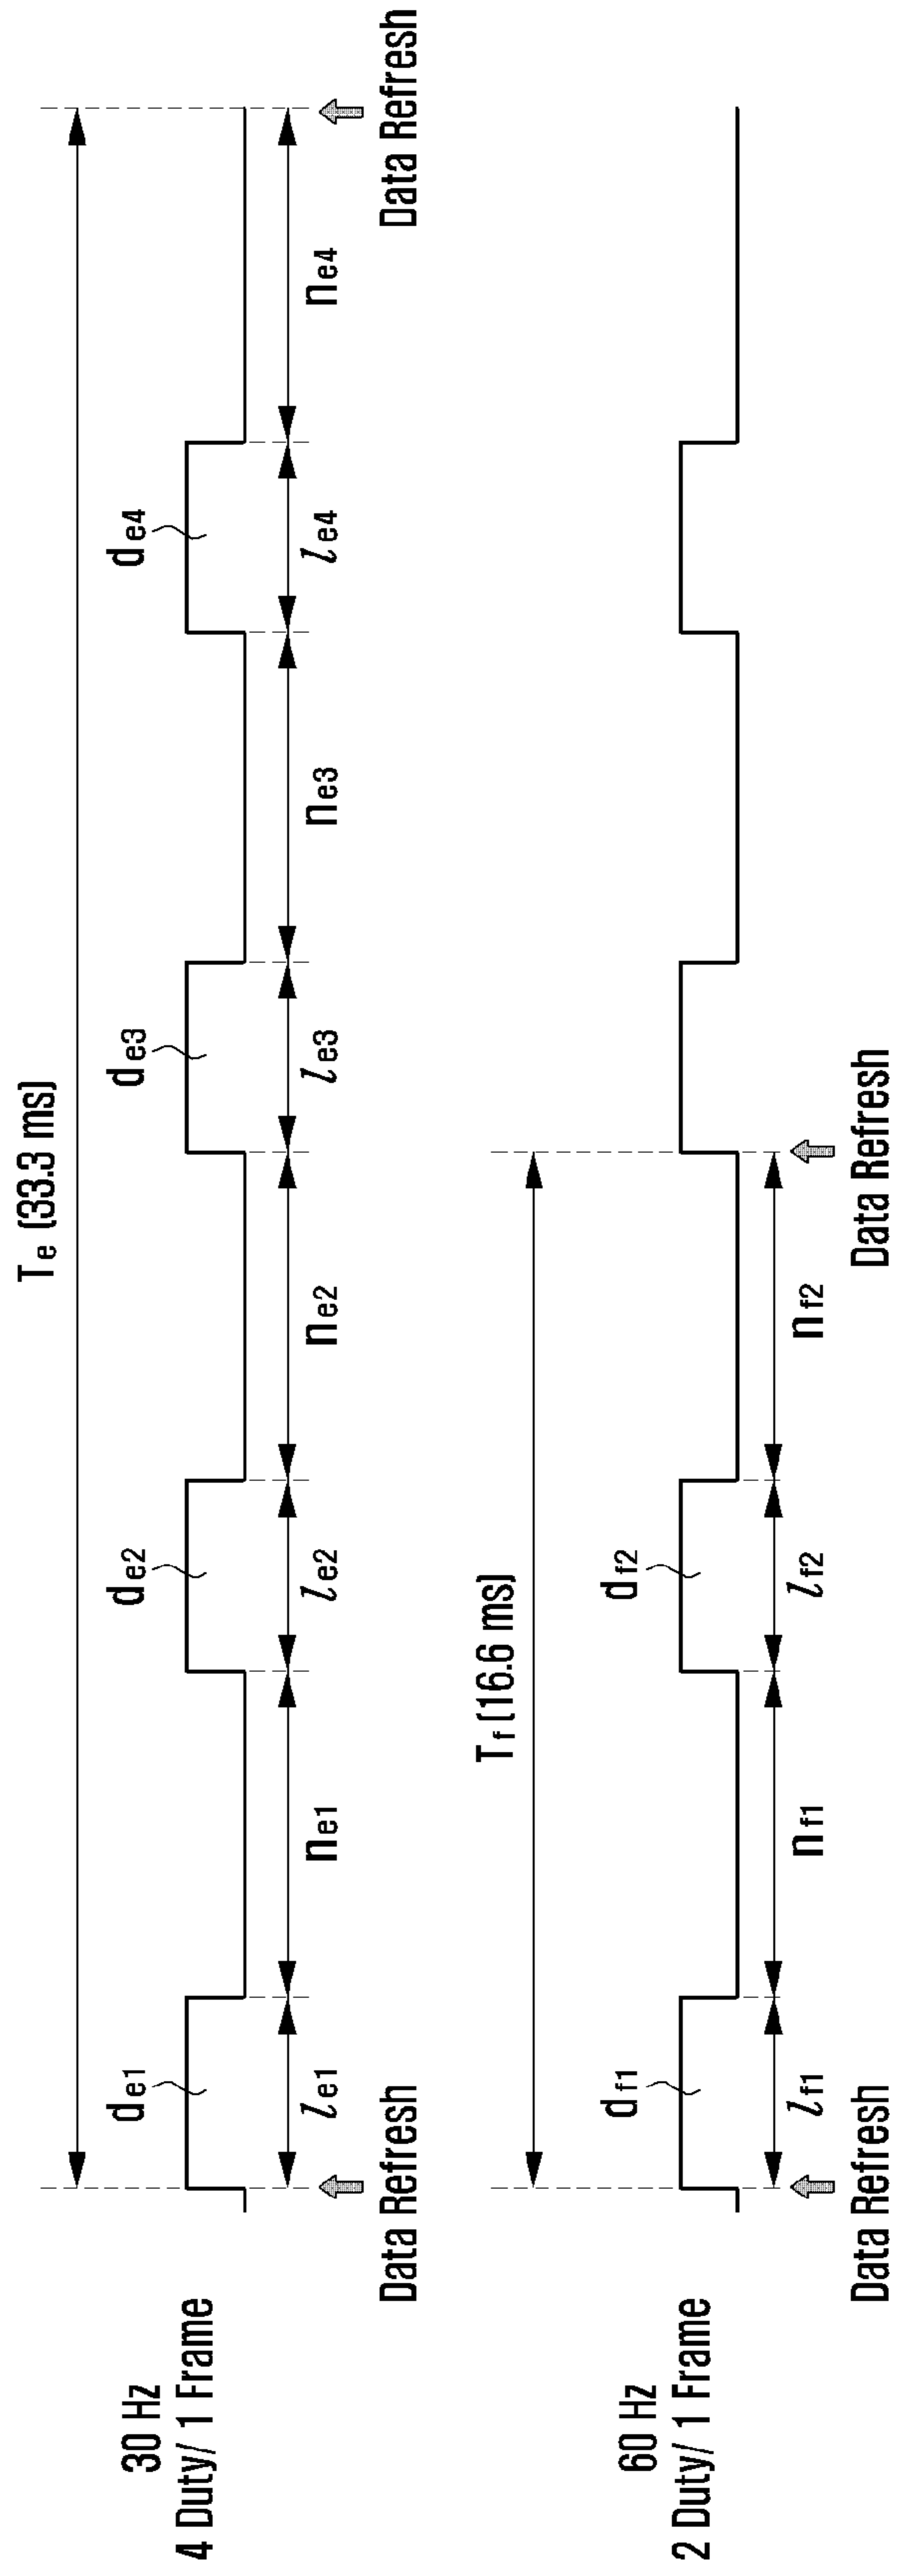 30 Hz
4 Duty/ 1 Frame
Te (33.3 ms)
de1
de2
de3
de4
le1
ne1
le2
ne2
le3
ne3
le4
ne4
Data Refresh
Data Refresh
60 Hz
2 Duty/ 1 Frame
Tf (16.6 ms)
df1
df2
lf1
nf1
lf2
nf2
Data Refresh
Data Refresh